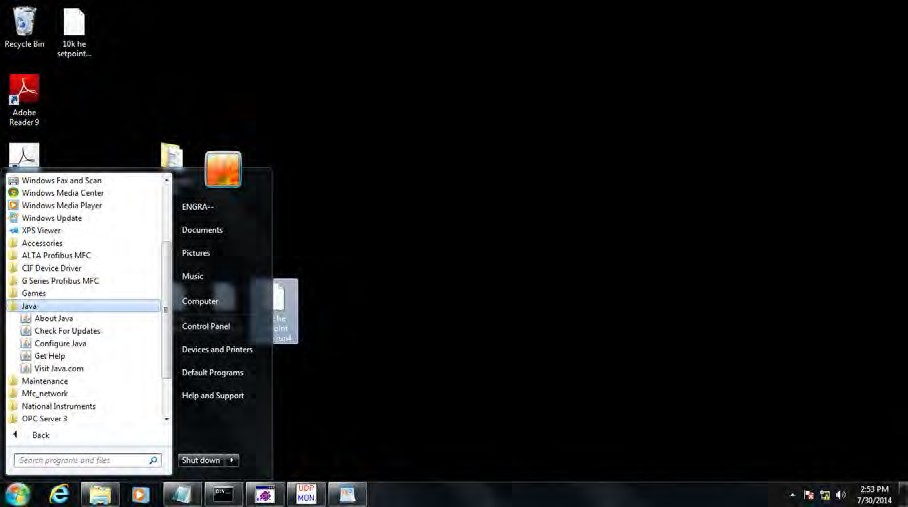 Recycle Bin
10k he
setpoint...
Adobe
Reader 9
Windows Fax and Scan
Windows Media Center
Windows Media Player
Windows Update
XPS Viewer
Accessories
ALTA Profibus MFC
CIF Device Driver
G Series Profibus MFC
Games
Java
About Java
Check For Updates
Configure Java
Get Help
Visit Java.com
Maintenance
Mfc_network
National Instruments
OPC Server 3
Back
Search programs and files
ENGRA--
Documents
Pictures
Music
Computer
Control Panel
Devices and Printers
Default Programs
Help and Support
Shut down
he
oint
run4
UDP
MON
2:53 PM
7/30/2014